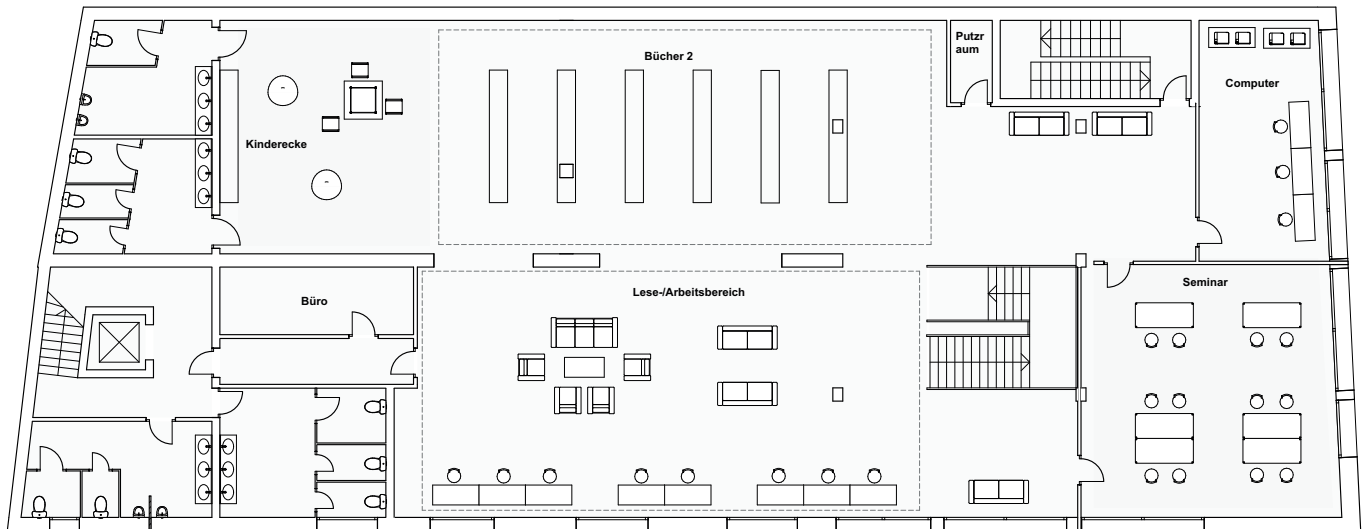 Putzr
aum
Bücher 2
Computer
Kinderecke
Seminar
Lese-/Arbeitsbereich
Büro